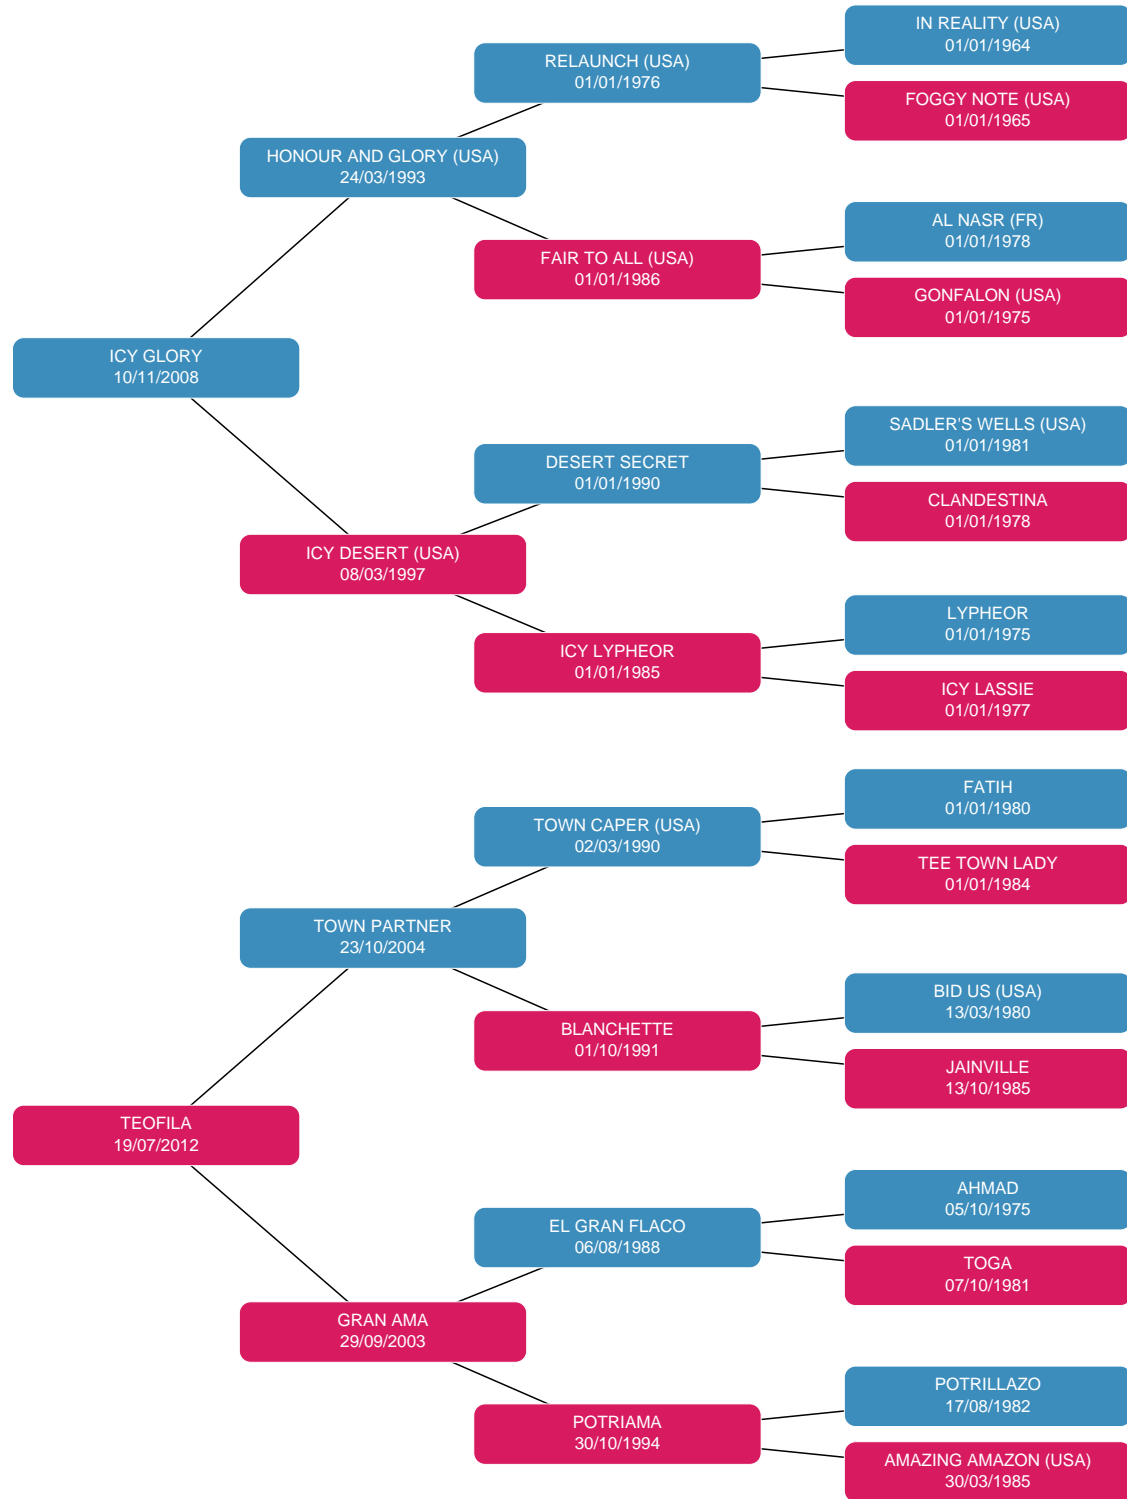 IN REALITY (USA)
01/01/1964
RELAUNCH (USA)
01/01/1976
FOGGY NOTE (USA)
01/01/1965
HONOUR AND GLORY (USA)
24/03/1993
AL NASR (FR)
01/01/1978
FAIR TO ALL (USA)
01/01/1986
GONFALON (USA)
01/01/1975
ICY GLORY
10/11/2008
SADLER'S WELLS (USA)
01/01/1981
DESERT SECRET
01/01/1990
CLANDESTINA
01/01/1978
ICY DESERT (USA)
08/03/1997
LYPHEOR
01/01/1975
ICY LYPHEOR
01/01/1985
ICY LASSIE
01/01/1977
FATIH
01/01/1980
TOWN CAPER (USA)
02/03/1990
TEE TOWN LADY
01/01/1984
TOWN PARTNER
23/10/2004
BID US (USA)
13/03/1980
BLANCHETTE
01/10/1991
JAINVILLE
13/10/1985
TEOFILA
19/07/2012
AHMAD
05/10/1975
EL GRAN FLACO
06/08/1988
TOGA
07/10/1981
GRAN AMA
29/09/2003
POTRILLAZO
17/08/1982
POTRIAMA
30/10/1994
AMAZING AMAZON (USA)
30/03/1985